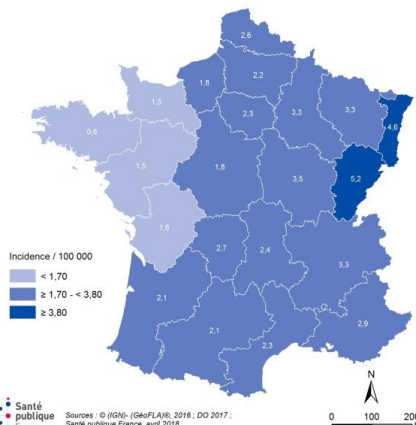 2,6
1,8
2,2
1,3
2,3
3,3
3,3
4,6
0,8
1,5
1,8
3,5
5,2
1,6
Incidence / 100 000
< 1,70
≥ 1,70 - < 3,80
≥ 3,80
2,7
2,4
3,3
2,1
2,1
2,3
2,9
N
Santé
publique
Sources : © (IGN)- (GéoFLA)®, 2016 ; DO 2017 ;
Santé publique France, avril 2018
0 100 200